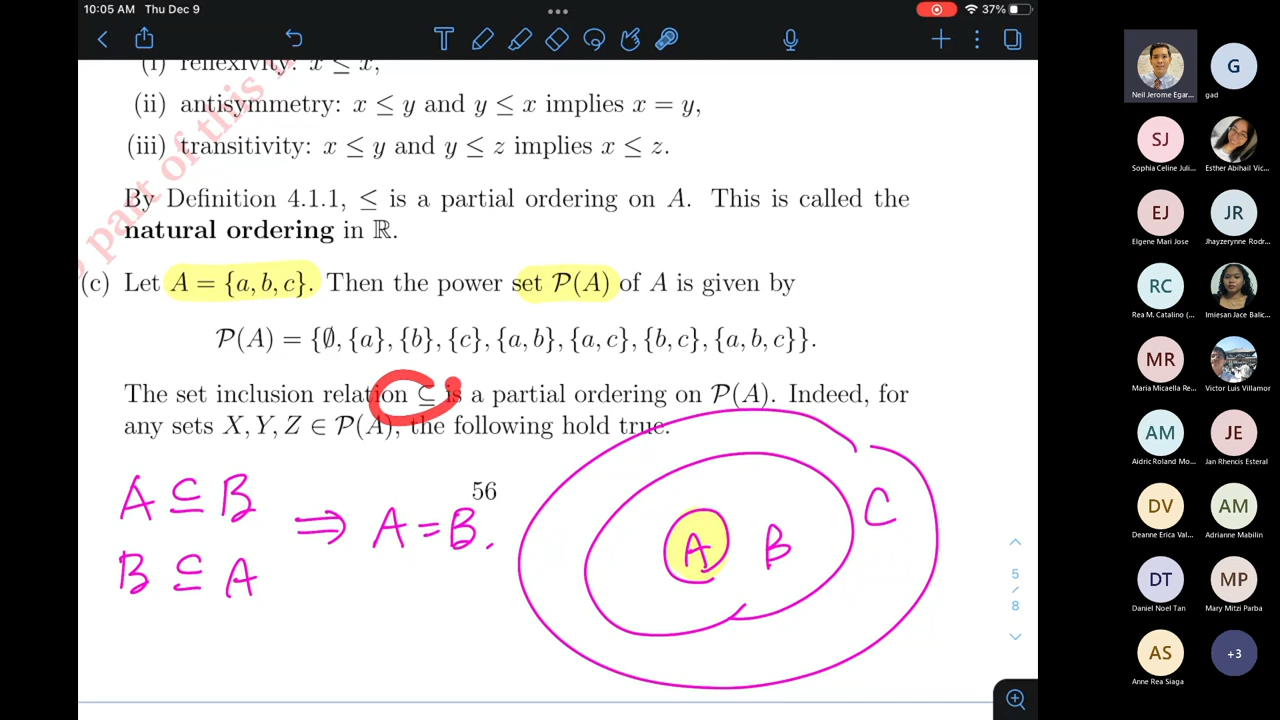 10:05 AM Thu Dec 9
37%
(i) reflexivity: x ≤ x,
(ii) antisymmetry: x ≤ y and y ≤ x implies x = y,
(iii) transitivity: x ≤ y and y ≤ z implies x ≤ z.
part of this
By Definition 4.1.1, ≤ is a partial ordering on A. This is called the
natural ordering in ℝ.
(c) Let A = {a, b, c}. Then the power set 𝒫(A) of A is given by
𝒫(A) = {∅, {a}, {b}, {c}, {a, b}, {a, c}, {b, c}, {a, b, c}}.
The set inclusion relation ⊆ is a partial ordering on 𝒫(A). Indeed, for
any sets X, Y, Z ∈ 𝒫(A), the following hold true.
56
A ⊆ B
B ⊆ A
⇒ A = B.
A B C
5
/
8
Neil Jerome Egar...
G
gad
SJ
Sophia Celine Juli...
Esther Abihail Vic...
EJ
Elgene Mari Jose
JR
Jhayzerynne Rodr...
RC
Rea M. Catalino (...
Imiesan Jace Balic...
MR
Maria Micaella Re...
Victor Luis Villamor
AM
Aidric Roland Mo...
JE
Jan Rhencis Esteral
DV
Deanne Erica Val...
AM
Adrianne Mabilin
DT
Daniel Noel Tan
MP
Mary Mitzi Parba
AS
Anne Rea Siaga
+3